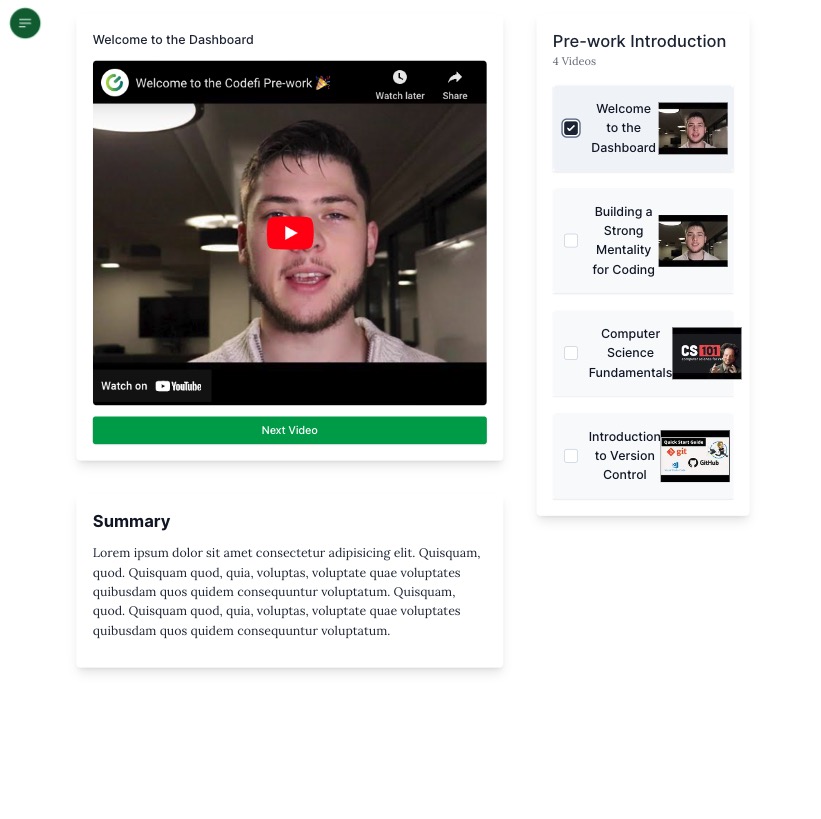 Welcome to the Dashboard
Welcome to the Codefi Pre-work 🎉
Watch later
Share
Watch on YouTube
Next Video
Summary
Lorem ipsum dolor sit amet consectetur adipisicing elit. Quisquam,
quod. Quisquam quod, quia, voluptas, voluptate quae voluptates
quibusdam quos quidem consequuntur voluptatum. Quisquam,
quod. Quisquam quod, quia, voluptas, voluptate quae voluptates
quibusdam quos quidem consequuntur voluptatum.
Pre-work Introduction
4 Videos
Welcome
to the
Dashboard
Building a
Strong
Mentality
for Coding
Computer
Science
Fundamentals
CS 101
Introduction
to Version
Control
Quick Start Guide
git
GitHub